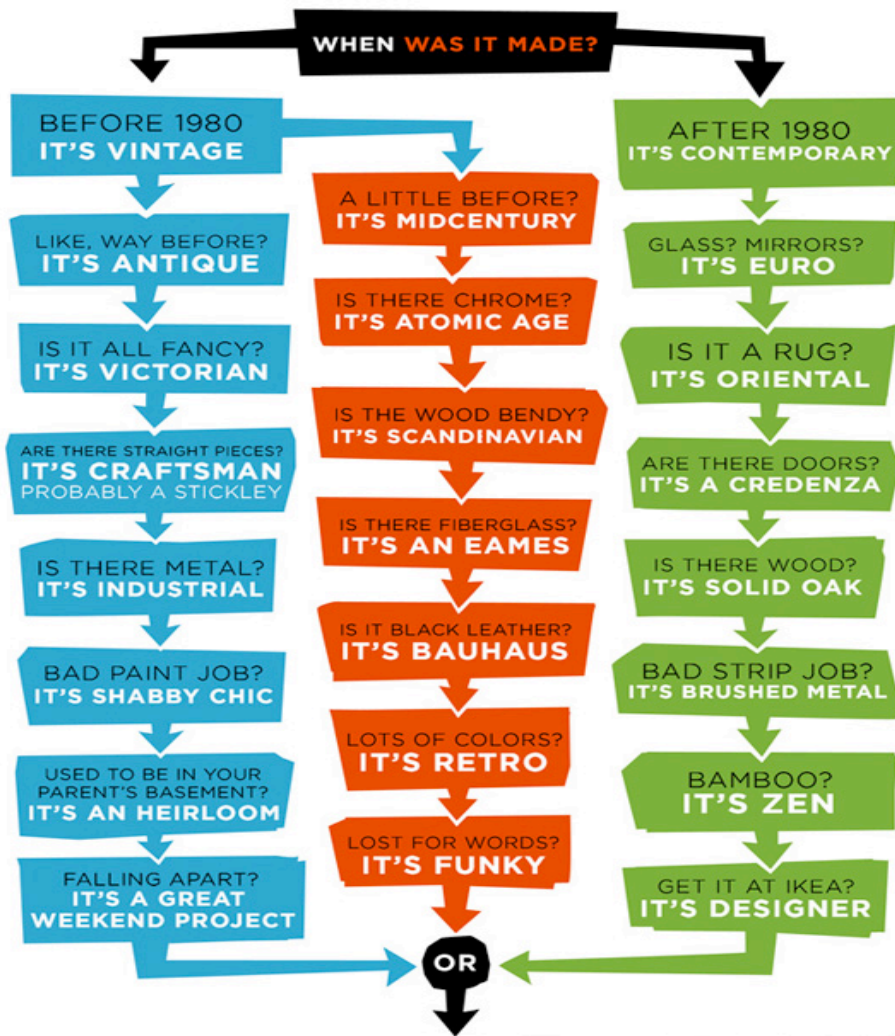 WHEN WAS IT MADE?
BEFORE 1980
IT'S VINTAGE
LIKE, WAY BEFORE?
IT'S ANTIQUE
IS IT ALL FANCY?
IT'S VICTORIAN
ARE THERE STRAIGHT PIECES?
IT'S CRAFTSMAN
PROBABLY A STICKLEY
IS THERE METAL?
IT'S INDUSTRIAL
BAD PAINT JOB?
IT'S SHABBY CHIC
USED TO BE IN YOUR
PARENT'S BASEMENT?
IT'S AN HEIRLOOM
FALLING APART?
IT'S A GREAT
WEEKEND PROJECT
A LITTLE BEFORE?
IT'S MIDCENTURY
IS THERE CHROME?
IT'S ATOMIC AGE
IS THE WOOD BENDY?
IT'S SCANDINAVIAN
IS THERE FIBERGLASS?
IT'S AN EAMES
IS IT BLACK LEATHER?
IT'S BAUHAUS
LOTS OF COLORS?
IT'S RETRO
LOST FOR WORDS?
IT'S FUNKY
AFTER 1980
IT'S CONTEMPORARY
GLASS? MIRRORS?
IT'S EURO
IS IT A RUG?
IT'S ORIENTAL
ARE THERE DOORS?
IT'S A CREDENZA
IS THERE WOOD?
IT'S SOLID OAK
BAD STRIP JOB?
IT'S BRUSHED METAL
BAMBOO?
IT'S ZEN
GET IT AT IKEA?
IT'S DESIGNER
OR